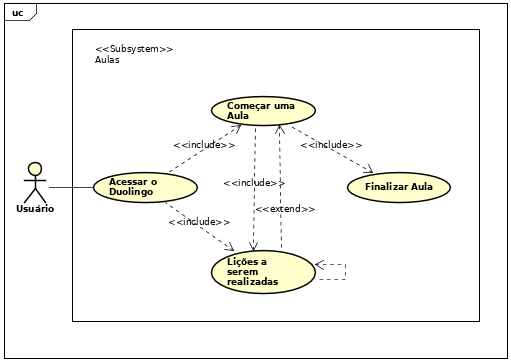 uc
<<Subsystem>>
Aulas
Começar uma
Aula
<<include>>
<<include>>
Usuário
Acessar o
Duolingo
<<include>>
Finalizar Aula
<<extend>>
<<include>>
Lições a
serem
realizadas